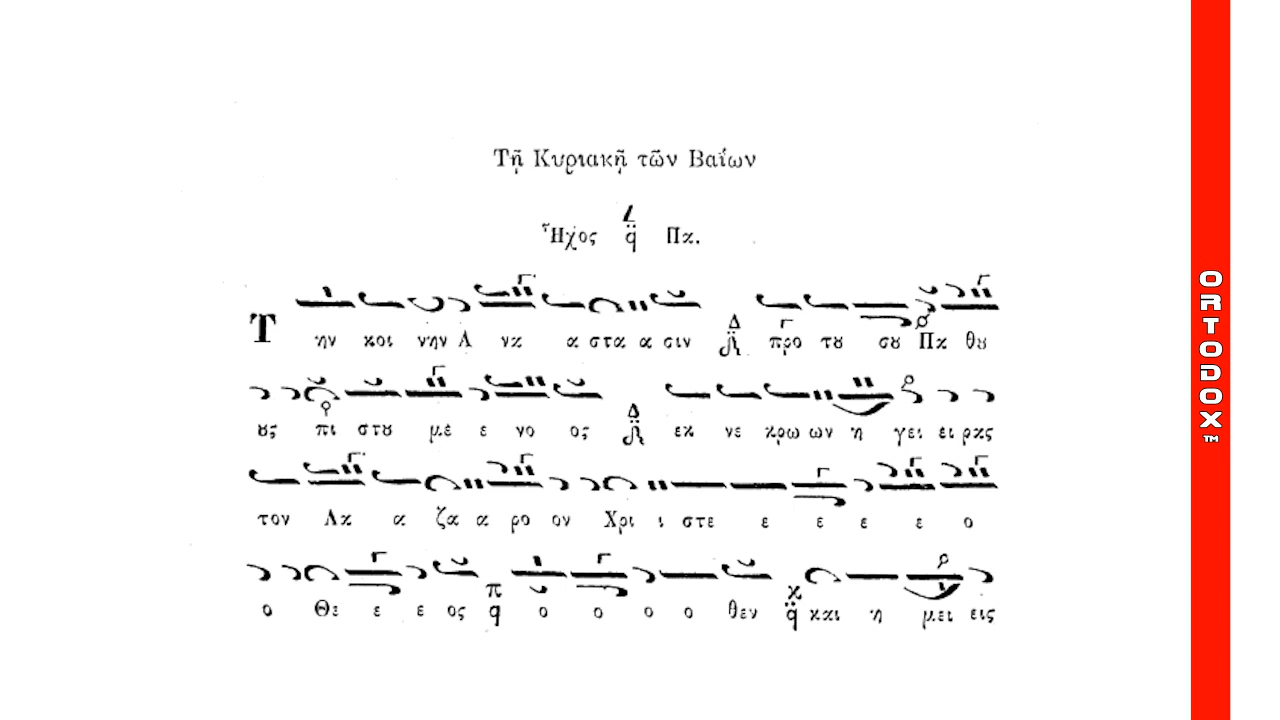 Τῇ Κυριακῇ τῶν Βαΐων
Ἦχος q̈ Πα.
Την κοι νην Α να α στα α σιν Δ προ τȣ σȣ Πα θȣ
ȣς πι στȣ μέ ε νο ος Δ εκ νε κρω ων η γει ει ρας
τον Λα α ζα α ρο ον Χρι ι στε ε ε ε ε ο
ο Θε ε ε ος π q ο ο ο ο θεν κ q̈ και η μει εις
ORTODOX™